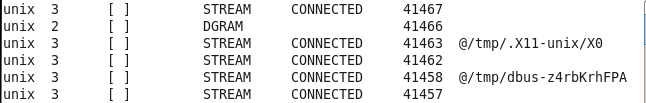 unix 3 [ ] STREAM CONNECTED 41467
unix 2 [ ] DGRAM 41466
unix 3 [ ] STREAM CONNECTED 41463 @/tmp/.X11-unix/X0
unix 3 [ ] STREAM CONNECTED 41462
unix 3 [ ] STREAM CONNECTED 41458 @/tmp/dbus-z4rbKrhFPA
unix 3 [ ] STREAM CONNECTED 41457